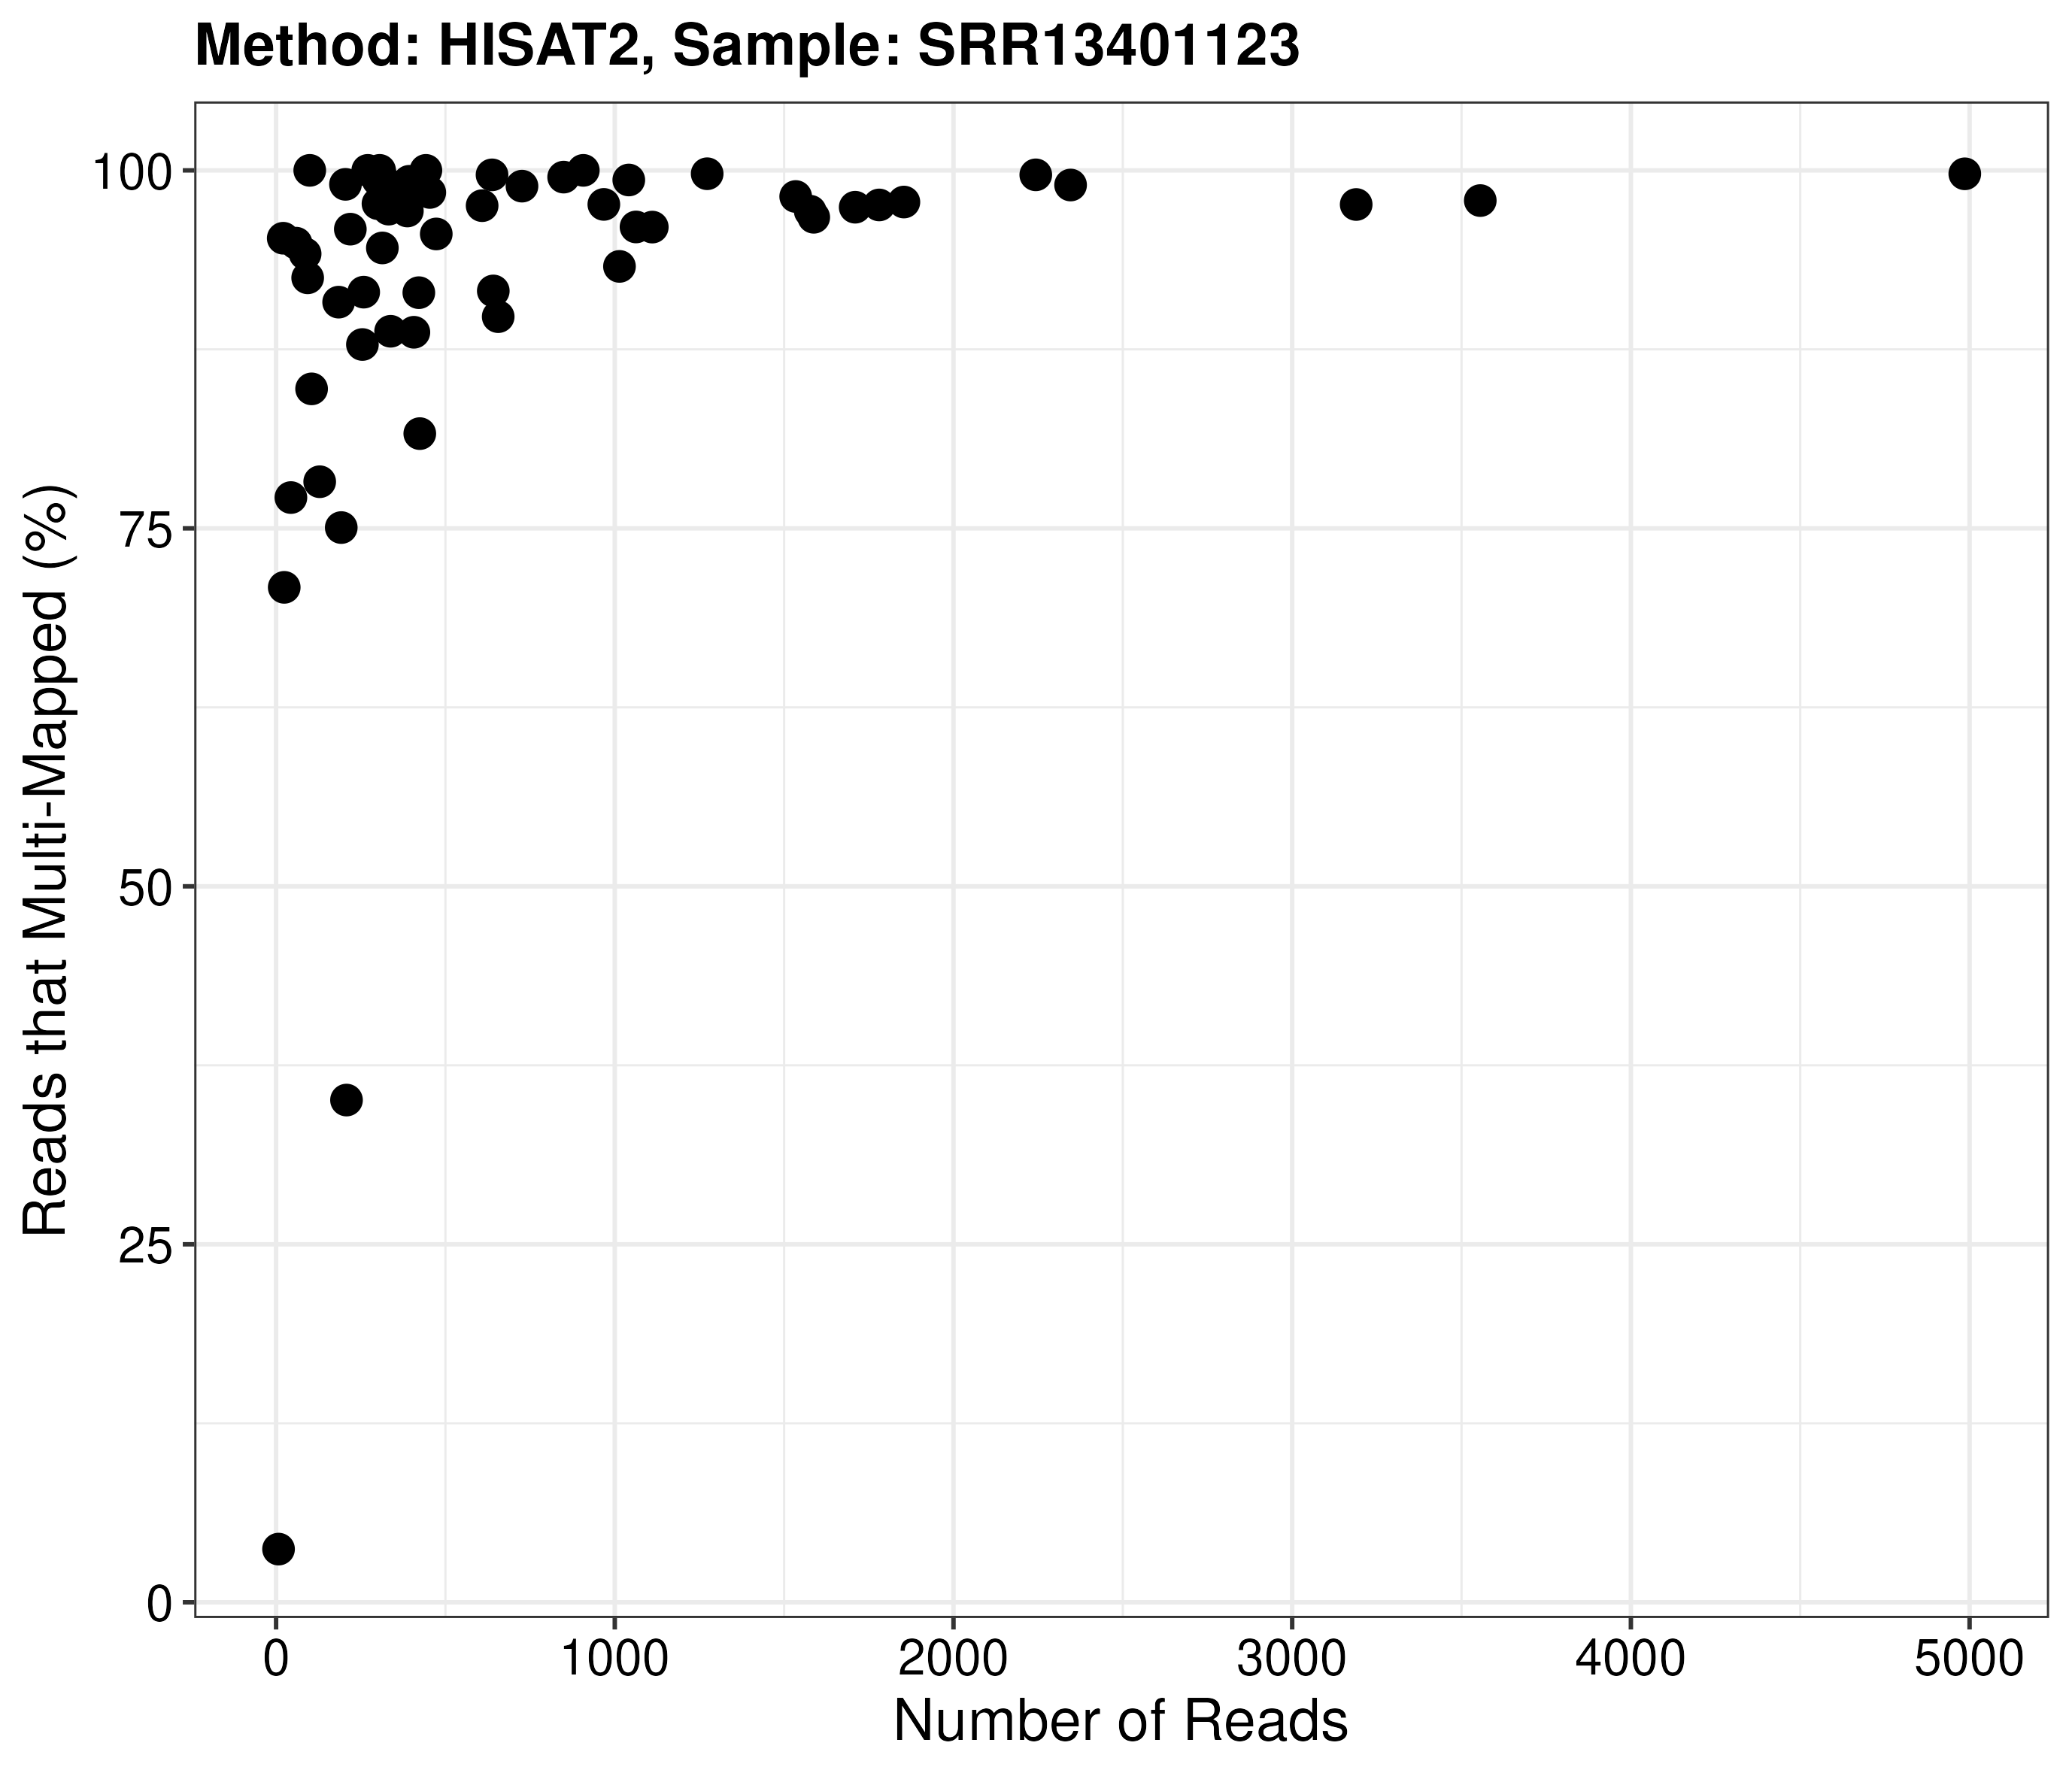 Method: HISAT2, Sample: SRR13401123
Reads that Multi-Mapped (%)
100
75
50
25
0
0 1000 2000 3000 4000 5000
Number of Reads